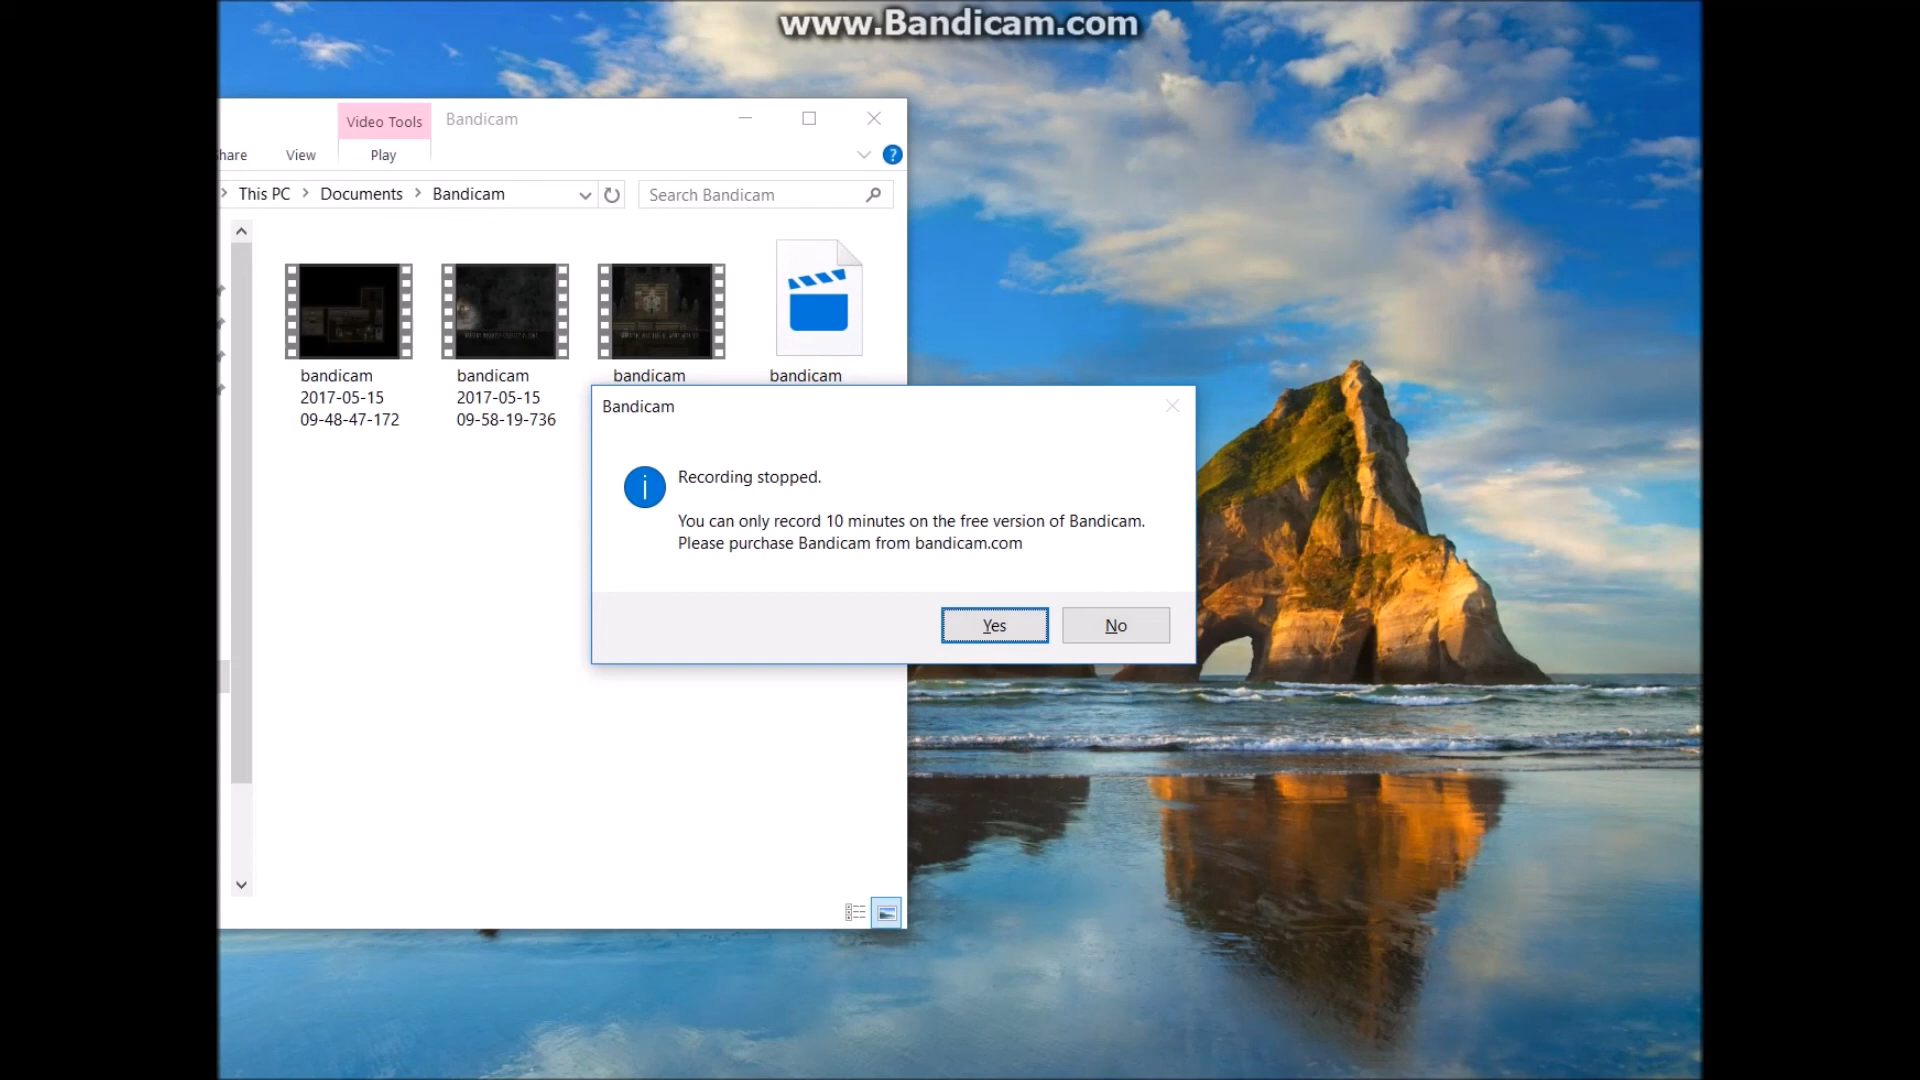 www.Bandicam.com
Video Tools
Bandicam
hare
View
Play
?
This PC > Documents > Bandicam
Search Bandicam
bandicam
2017-05-15
09-48-47-172
bandicam
2017-05-15
09-58-19-736
bandicam
bandicam
Bandicam
Recording stopped.
You can only record 10 minutes on the free version of Bandicam.
Please purchase Bandicam from bandicam.com
Yes
No